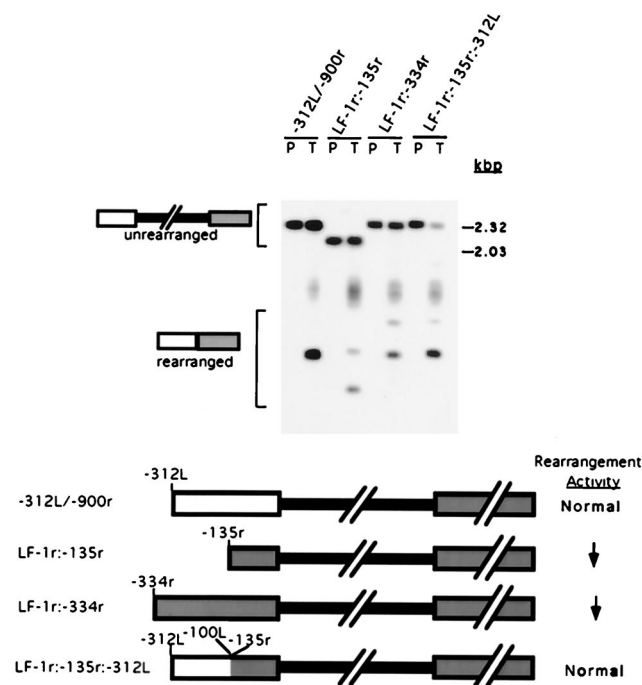 -312L/-900r
LF-1r:-135r
LF-1r:-334r
LF-1r:-135r:-312L
P T P T P T P T
kbp
unrearranged
-2.32
-2.03
rearranged
Rearrangement
Activity
-312L
-312L/-900r
Normal
-135r
LF-1r:-135r
-334r
LF-1r:-334r
-312L -100L -135r
LF-1r:-135r:-312L
Normal